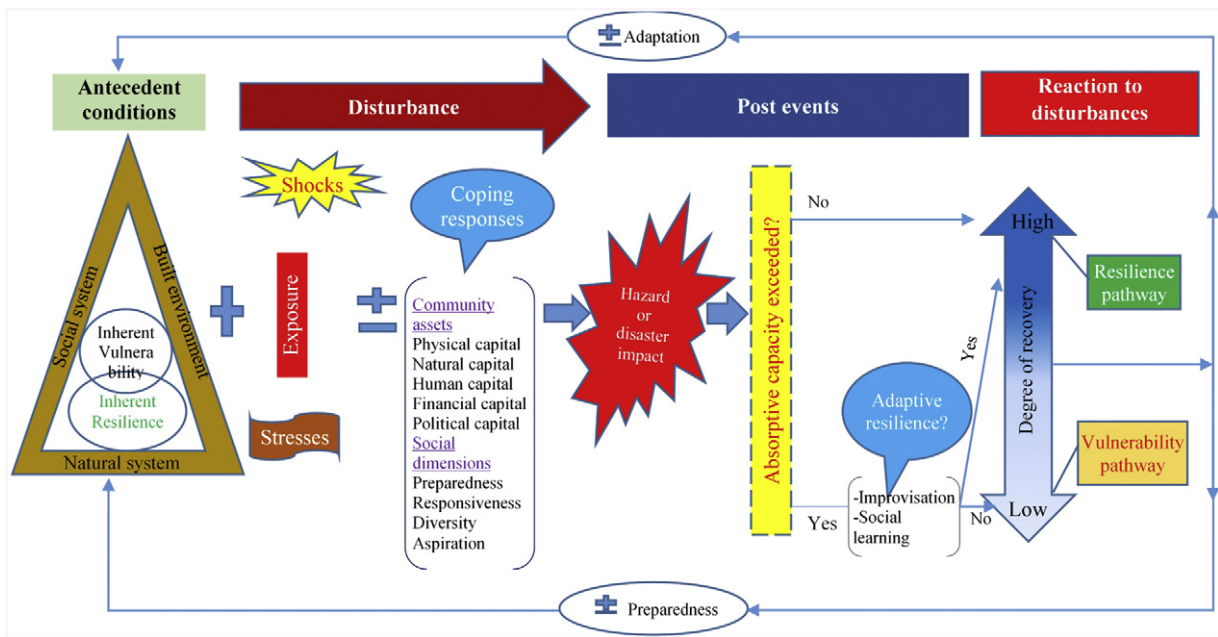 ± Adaptation
Antecedent
conditions
Disturbance
Post events
Reaction to
disturbances
Social system
Built environment
Natural system
Inherent
Vulnera
bility
Inherent
Resilience
Shocks
Exposure
Stresses
Coping
responses
Community
assets
Physical capital
Natural capital
Human capital
Financial capital
Political capital
Social
dimensions
Preparedness
Responsiveness
Diversity
Aspiration
Hazard
or
disaster
impact
Absorptive capacity exceeded?
No
Yes
Adaptive
resilience?
-Improvisation
-Social
learning
Yes
No
High
Degree of recovery
Low
Resilience
pathway
Vulnerability
pathway
± Preparedness